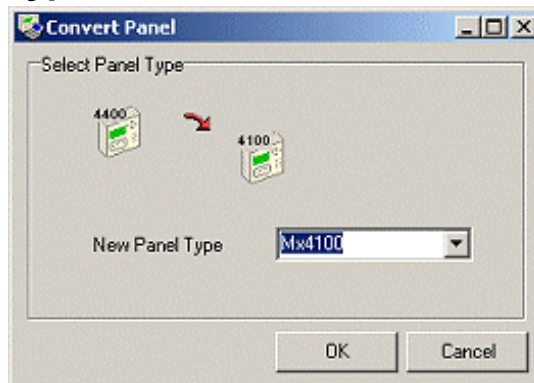 Convert Panel
Select Panel Type
4400
4100
New Panel Type
Mx4100
OK
Cancel